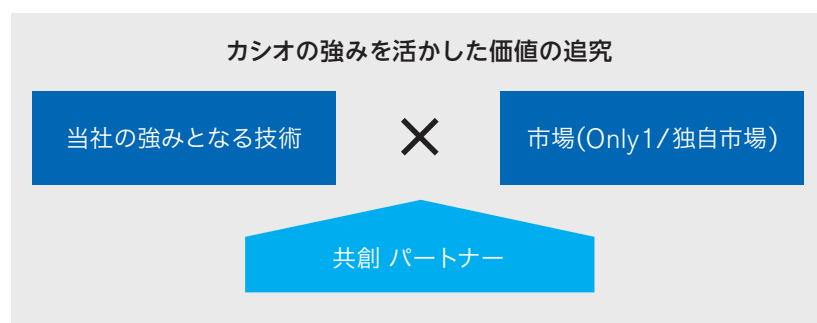 カシオの強みを活かした価値の追究
当社の強みとなる技術
×
市場(Only1/独自市場)
共創 パートナー